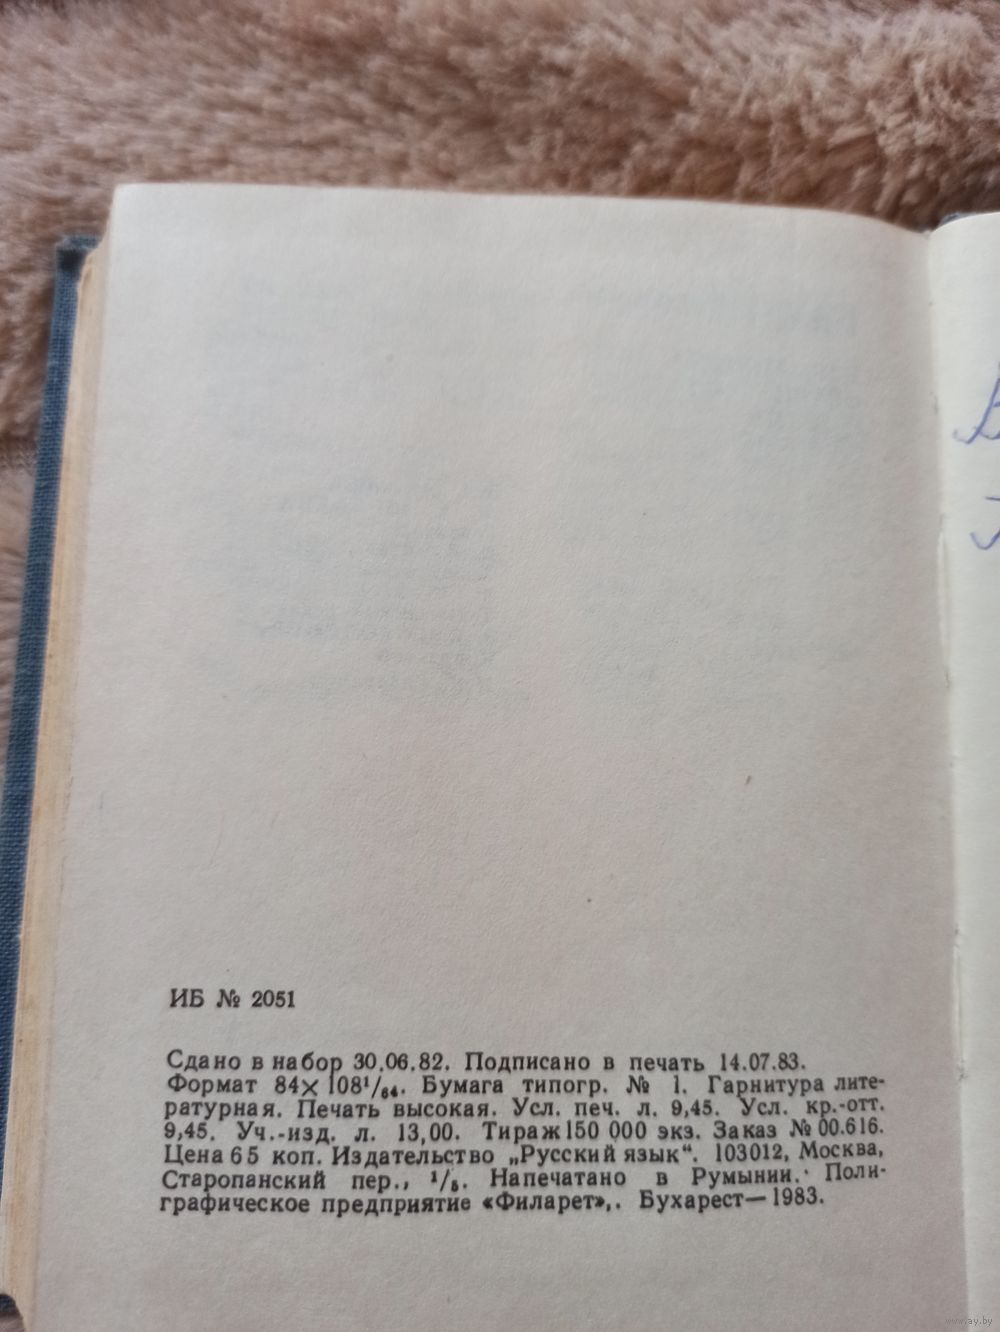 ИБ № 2051
Сдано в набор 30.06.82. Подписано в печать 14.07.83.
Формат 84×108¹/₆₄. Бумага типогр. № 1. Гарнитура лите-
ратурная. Печать высокая. Усл. печ. л. 9,45. Усл. кр.-отт.
9,45. Уч.-изд. л. 13,00. Тираж 150 000 экз. Заказ № 00.616.
Цена 65 коп. Издательство „Русский язык“. 103012, Москва,
Старопанский пер., ¹/₅. Напечатано в Румынии. Поли-
графическое предприятие «Филарет»,. Бухарест—1983.
www.ay.by